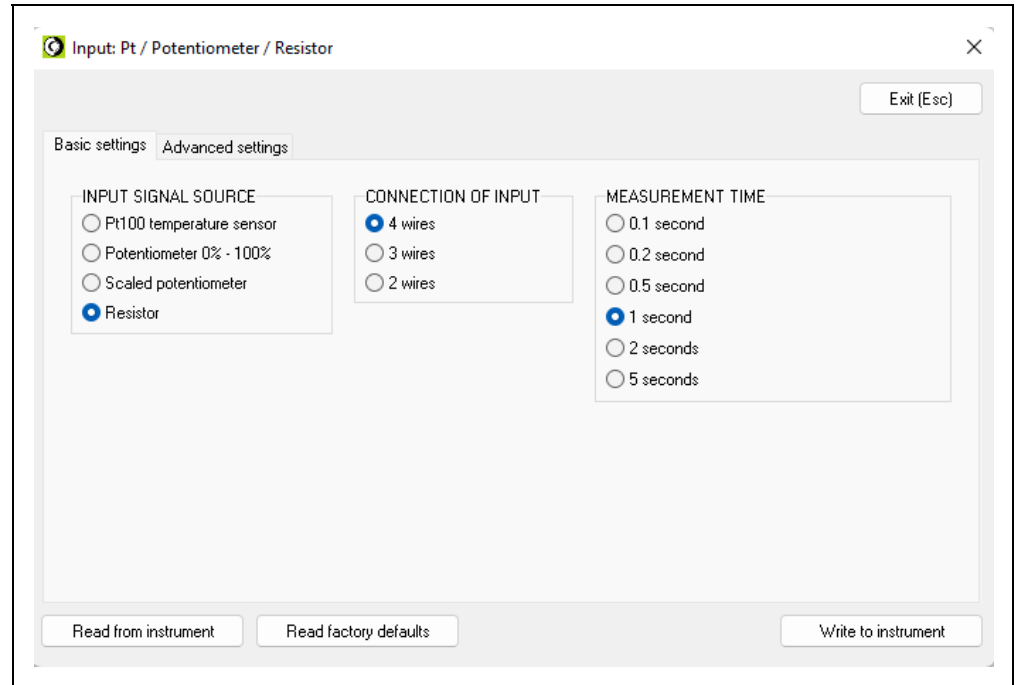 Input: Pt / Potentiometer / Resistor
Exit (Esc)
Basic settings
Advanced settings
INPUT SIGNAL SOURCE
Pt100 temperature sensor
Potentiometer 0% - 100%
Scaled potentiometer
Resistor
CONNECTION OF INPUT
4 wires
3 wires
2 wires
MEASUREMENT TIME
0.1 second
0.2 second
0.5 second
1 second
2 seconds
5 seconds
Read from instrument
Read factory defaults
Write to instrument